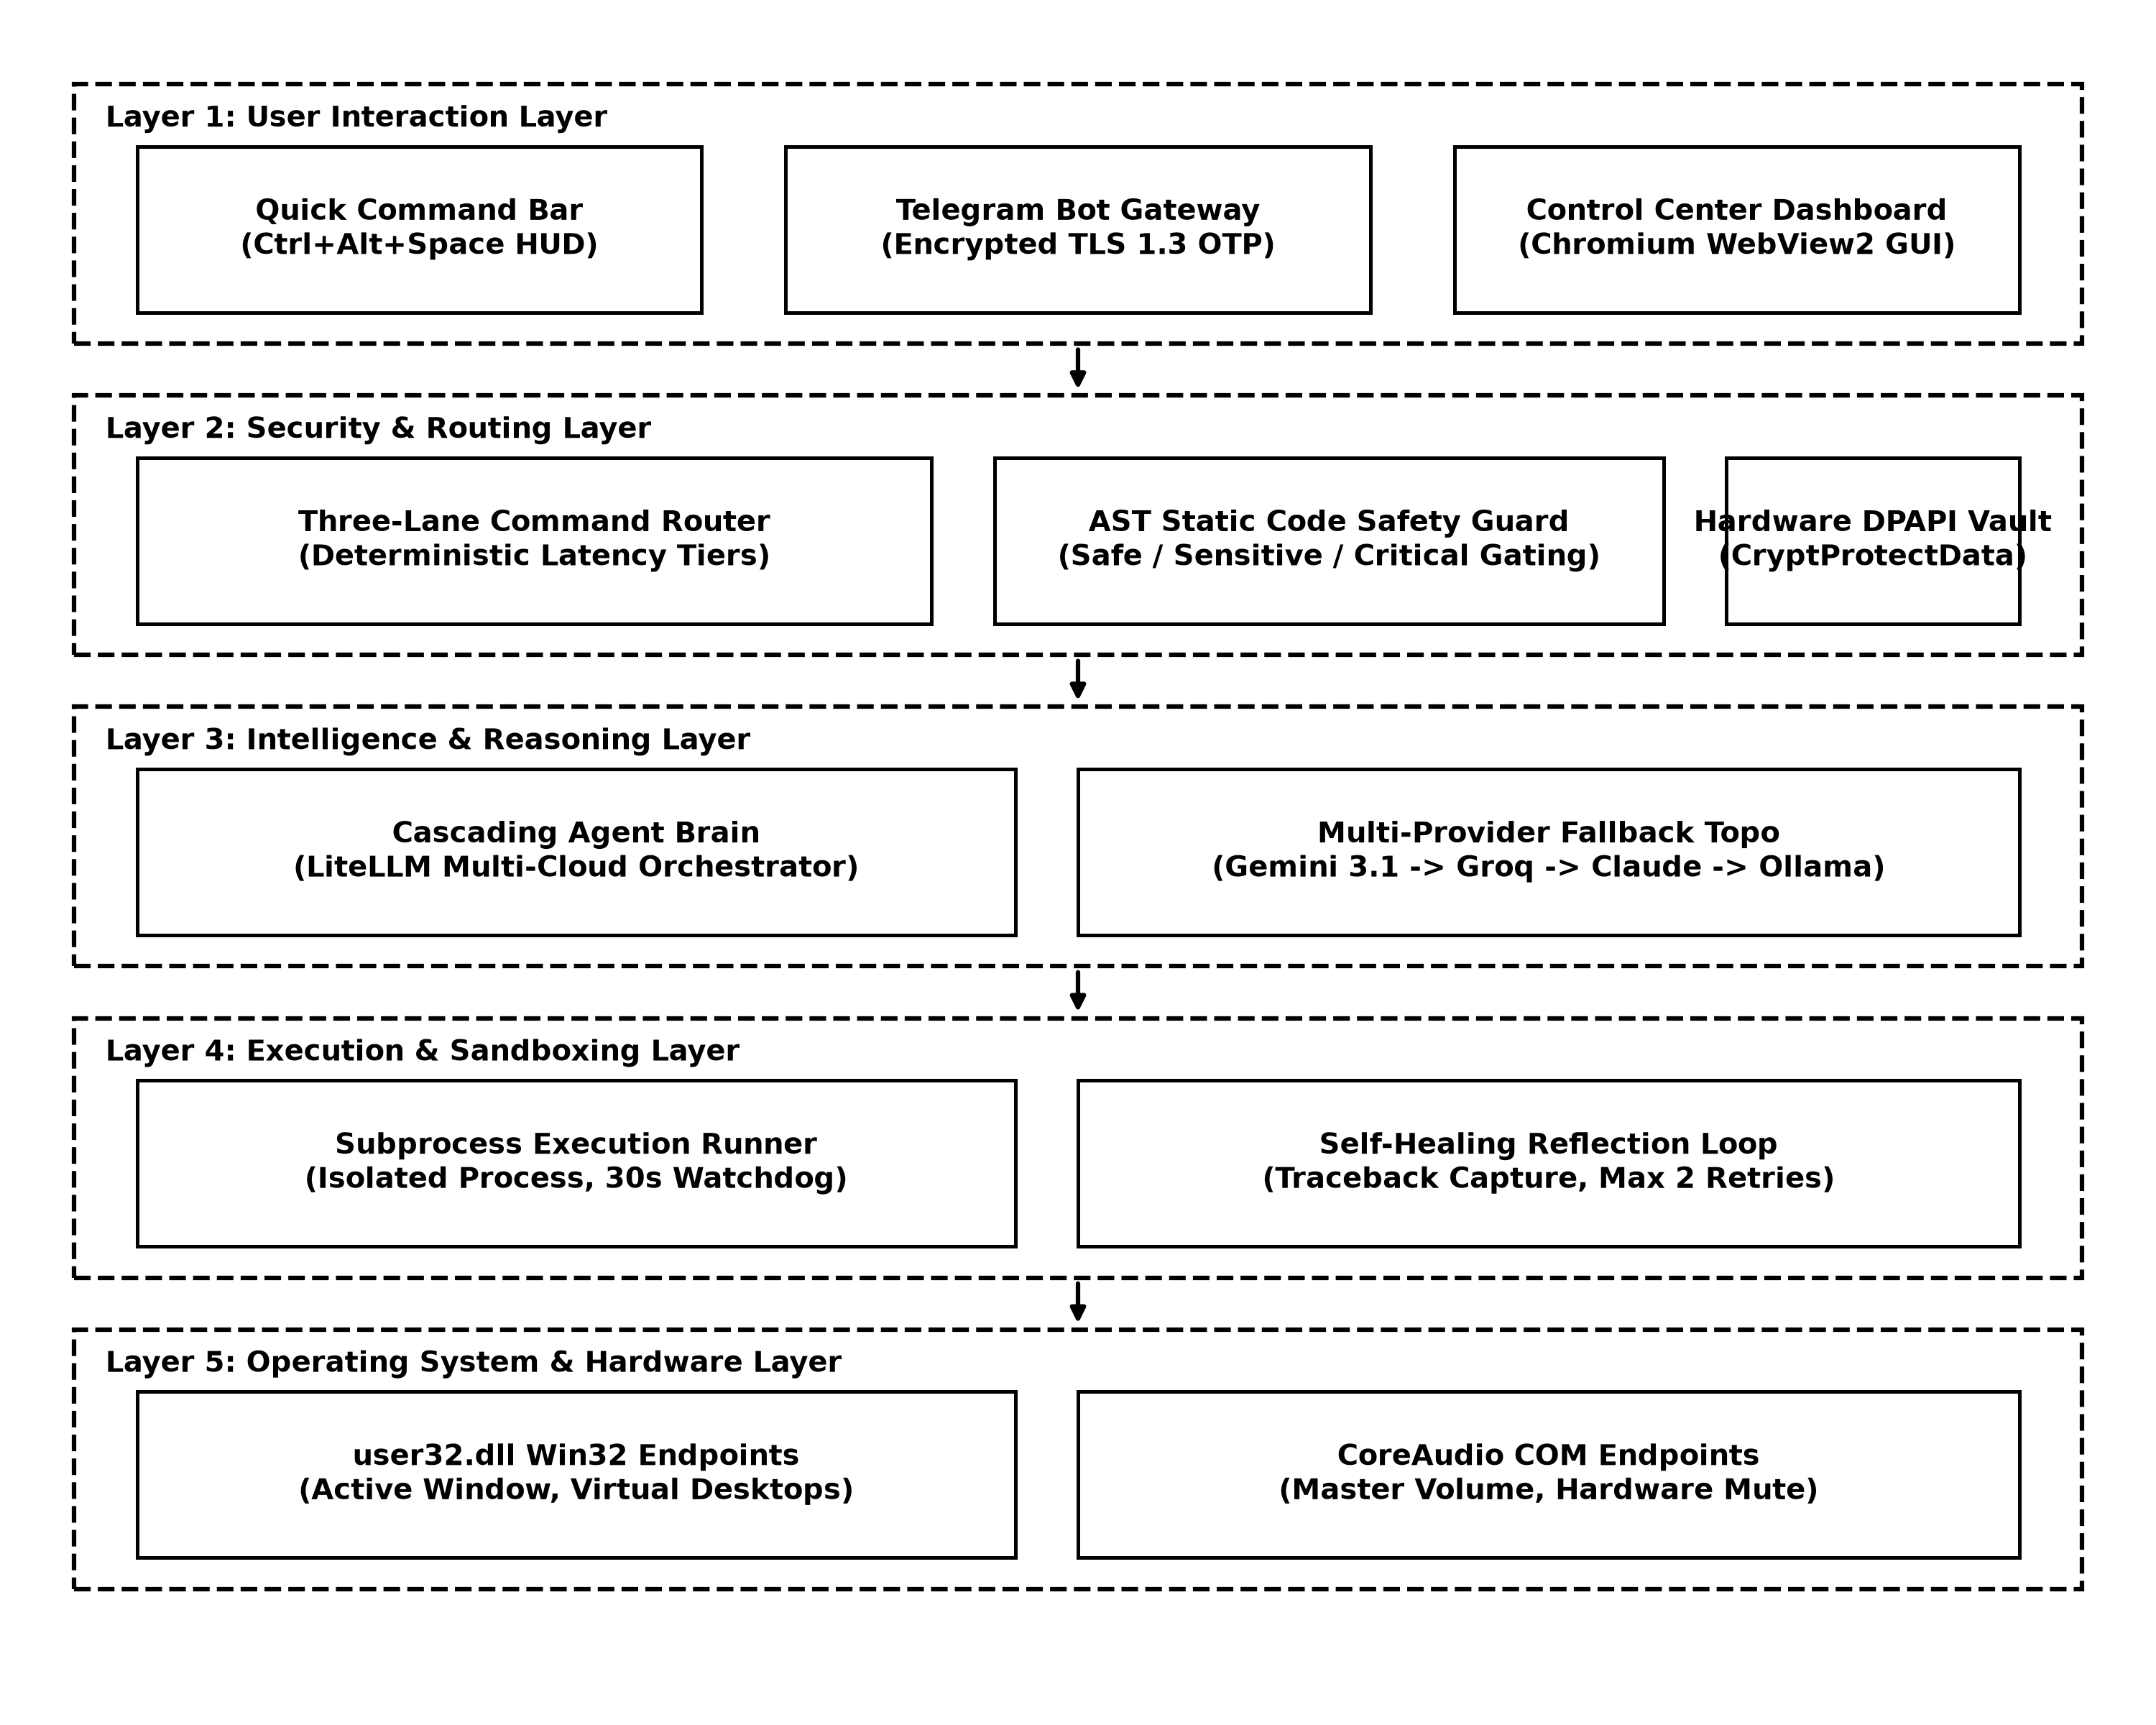 Layer 1: User Interaction Layer
Quick Command Bar
(Ctrl+Alt+Space HUD)
Telegram Bot Gateway
(Encrypted TLS 1.3 OTP)
Control Center Dashboard
(Chromium WebView2 GUI)
Layer 2: Security & Routing Layer
Three-Lane Command Router
(Deterministic Latency Tiers)
AST Static Code Safety Guard
(Safe / Sensitive / Critical Gating)
Hardware DPAPI Vault
(CryptProtectData)
Layer 3: Intelligence & Reasoning Layer
Cascading Agent Brain
(LiteLLM Multi-Cloud Orchestrator)
Multi-Provider Fallback Topo
(Gemini 3.1 -> Groq -> Claude -> Ollama)
Layer 4: Execution & Sandboxing Layer
Subprocess Execution Runner
(Isolated Process, 30s Watchdog)
Self-Healing Reflection Loop
(Traceback Capture, Max 2 Retries)
Layer 5: Operating System & Hardware Layer
user32.dll Win32 Endpoints
(Active Window, Virtual Desktops)
CoreAudio COM Endpoints
(Master Volume, Hardware Mute)